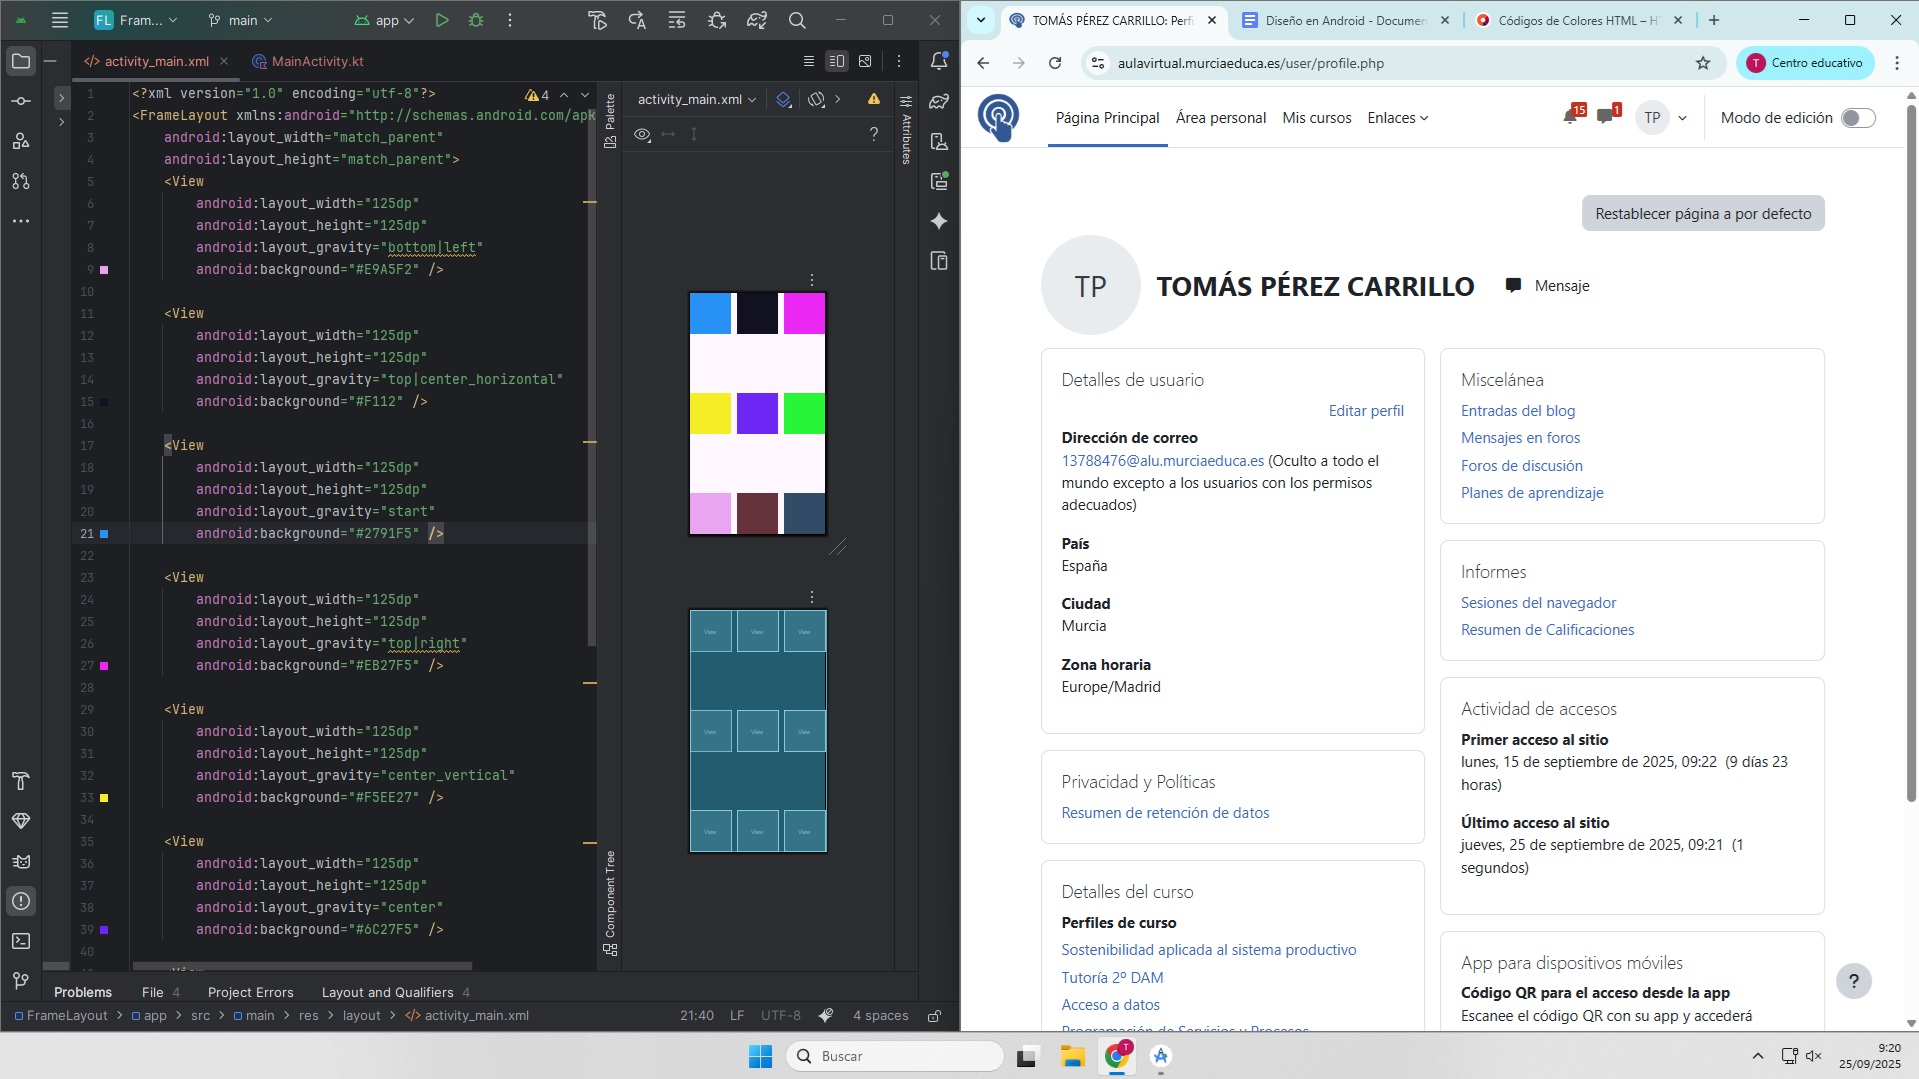 FL Fram...
main
app
activity_main.xml
MainActivity.kt
1 <?xml version="1.0" encoding="utf-8"?>
4
2 <FrameLayout xmlns:android="http://schemas.android.com/apk
3 android:layout_width="match_parent"
4 android:layout_height="match_parent">
5 <View
6 android:layout_width="125dp"
7 android:layout_height="125dp"
8 android:layout_gravity="bottom|left"
9 android:background="#E9A5F2" />
10
11 <View
12 android:layout_width="125dp"
13 android:layout_height="125dp"
14 android:layout_gravity="top|center_horizontal"
15 android:background="#F112" />
16
17 <View
18 android:layout_width="125dp"
19 android:layout_height="125dp"
20 android:layout_gravity="start"
21 android:background="#2791F5" />
22
23 <View
24 android:layout_width="125dp"
25 android:layout_height="125dp"
26 android:layout_gravity="top|right"
27 android:background="#EB27F5" />
28
29 <View
30 android:layout_width="125dp"
31 android:layout_height="125dp"
32 android:layout_gravity="center_vertical"
33 android:background="#F5EE27" />
34
35 <View
36 android:layout_width="125dp"
37 android:layout_height="125dp"
38 android:layout_gravity="center"
39 android:background="#6C27F5" />
40
Palette
Component Tree
activity_main.xml
?
Attributes
View View View
View View View
View View View
Problems File 4 Project Errors Layout and Qualifiers 4
FrameLayout > app > src > main > res > layout > activity_main.xml
21:40 LF UTF-8 4 spaces
TOMÁS PÉREZ CARRILLO: Perfi
Diseño en Android - Documen
Códigos de Colores HTML – H
aulavirtual.murciaeduca.es/user/profile.php
T Centro educativo
Página Principal Área personal Mis cursos Enlaces
15
1
TP
Modo de edición
Restablecer página a por defecto
TP
TOMÁS PÉREZ CARRILLO
Mensaje
Detalles de usuario
Editar perfil
Dirección de correo
13788476@alu.murciaeduca.es (Oculto a todo el
mundo excepto a los usuarios con los permisos
adecuados)
País
España
Ciudad
Murcia
Zona horaria
Europe/Madrid
Privacidad y Políticas
Resumen de retención de datos
Detalles del curso
Perfiles de curso
Sostenibilidad aplicada al sistema productivo
Tutoría 2º DAM
Acceso a datos
Programación de Servicios y Procesos
Miscelánea
Entradas del blog
Mensajes en foros
Foros de discusión
Planes de aprendizaje
Informes
Sesiones del navegador
Resumen de Calificaciones
Actividad de accesos
Primer acceso al sitio
lunes, 15 de septiembre de 2025, 09:22 (9 días 23
horas)
Último acceso al sitio
jueves, 25 de septiembre de 2025, 09:21 (1
segundos)
App para dispositivos móviles
Código QR para el acceso desde la app
Escanee el código QR con su app y accederá
?
Buscar
T
9:20
25/09/2025